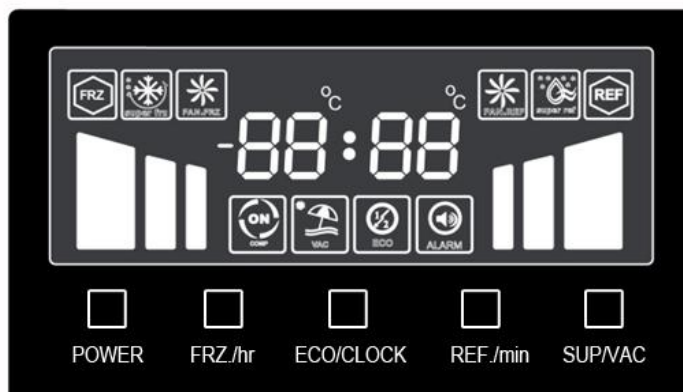 FRZ
super frz
FAN.FRZ
°C
°C
FAN.REF
super ref
REF
-88:88
ON
COMP
VAC
1/2
ECO
ALARM
POWER
FRZ./hr
ECO/CLOCK
REF./min
SUP/VAC